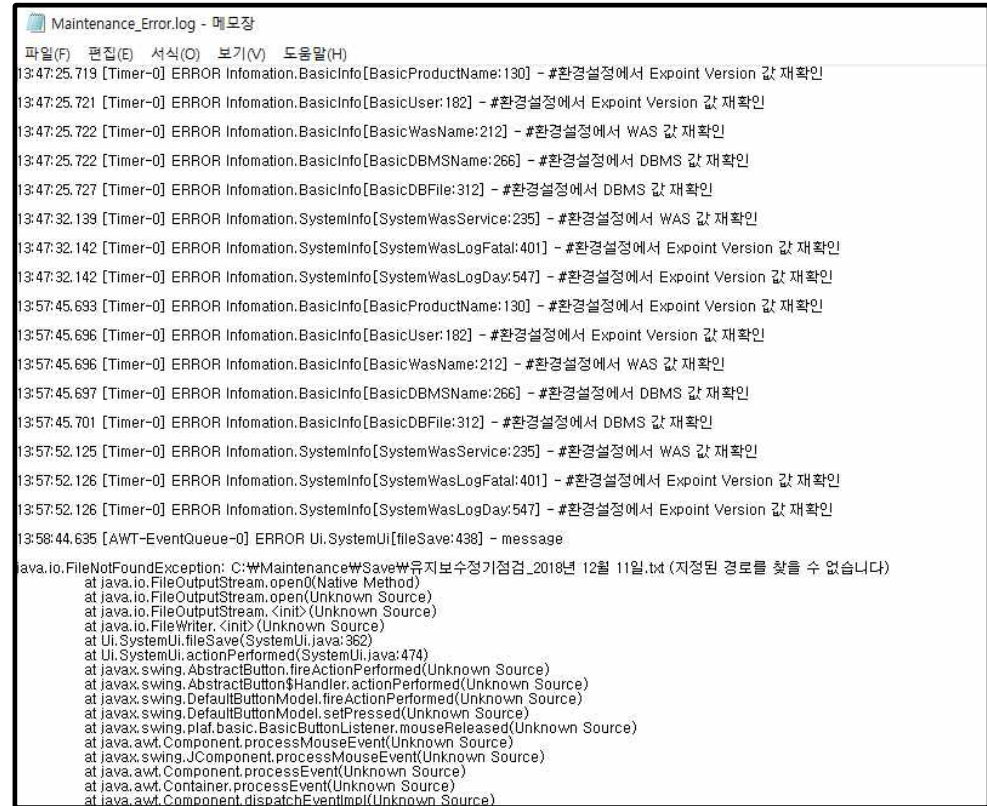 Maintenance_Error.log - 메모장
파일(F) 편집(E) 서식(O) 보기(V) 도움말(H)
13:47:25.719 [Timer-0] ERROR Infomation.BasicInfo[BasicProductName:130] - #환경설정에서 Expoint Version 값 재확인
13:47:25.721 [Timer-0] ERROR Infomation.BasicInfo[BasicUser:182] - #환경설정에서 Expoint Version 값 재확인
13:47:25.722 [Timer-0] ERROR Infomation.BasicInfo[BasicWasName:212] - #환경설정에서 WAS 값 재확인
13:47:25.722 [Timer-0] ERROR Infomation.BasicInfo[BasicDBMSName:266] - #환경설정에서 DBMS 값 재확인
13:47:25.727 [Timer-0] ERROR Infomation.BasicInfo[BasicDBFile:312] - #환경설정에서 DBMS 값 재확인
13:47:32.139 [Timer-0] ERROR Infomation.SystemInfo[SystemWasService:235] - #환경설정에서 WAS 값 재확인
13:47:32.142 [Timer-0] ERROR Infomation.SystemInfo[SystemWasLogFatal:401] - #환경설정에서 Expoint Version 값 재확인
13:47:32.142 [Timer-0] ERROR Infomation.SystemInfo[SystemWasLogDay:547] - #환경설정에서 Expoint Version 값 재확인
13:57:45.693 [Timer-0] ERROR Infomation.BasicInfo[BasicProductName:130] - #환경설정에서 Expoint Version 값 재확인
13:57:45.696 [Timer-0] ERROR Infomation.BasicInfo[BasicUser:182] - #환경설정에서 Expoint Version 값 재확인
13:57:45.696 [Timer-0] ERROR Infomation.BasicInfo[BasicWasName:212] - #환경설정에서 WAS 값 재확인
13:57:45.697 [Timer-0] ERROR Infomation.BasicInfo[BasicDBMSName:266] - #환경설정에서 DBMS 값 재확인
13:57:45.701 [Timer-0] ERROR Infomation.BasicInfo[BasicDBFile:312] - #환경설정에서 DBMS 값 재확인
13:57:52.125 [Timer-0] ERROR Infomation.SystemInfo[SystemWasService:235] - #환경설정에서 WAS 값 재확인
13:57:52.126 [Timer-0] ERROR Infomation.SystemInfo[SystemWasLogFatal:401] - #환경설정에서 Expoint Version 값 재확인
13:57:52.126 [Timer-0] ERROR Infomation.SystemInfo[SystemWasLogDay:547] - #환경설정에서 Expoint Version 값 재확인
13:58:44.635 [AWT-EventQueue-0] ERROR Ui.SystemUi[fileSave:438] - message
java.io.FileNotFoundException: C:₩Maintenance₩Save₩유지보수정기점검_2018년 12월 11일.txt (지정된 경로를 찾을 수 없습니다)
at java.io.FileOutputStream.open0(Native Method)
at java.io.FileOutputStream.open(Unknown Source)
at java.io.FileOutputStream.<init>(Unknown Source)
at java.io.FileWriter.<init>(Unknown Source)
at Ui.SystemUi.fileSave(SystemUi.java:362)
at Ui.SystemUi.actionPerformed(SystemUi.java:474)
at javax.swing.AbstractButton.fireActionPerformed(Unknown Source)
at javax.swing.AbstractButton$Handler.actionPerformed(Unknown Source)
at javax.swing.DefaultButtonModel.fireActionPerformed(Unknown Source)
at javax.swing.DefaultButtonModel.setPressed(Unknown Source)
at javax.swing.plaf.basic.BasicButtonListener.mouseReleased(Unknown Source)
at java.awt.Component.processMouseEvent(Unknown Source)
at javax.swing.JComponent.processMouseEvent(Unknown Source)
at java.awt.Component.processEvent(Unknown Source)
at java.awt.Container.processEvent(Unknown Source)
at java.awt.Component.dispatchEventImpl(Unknown Source)